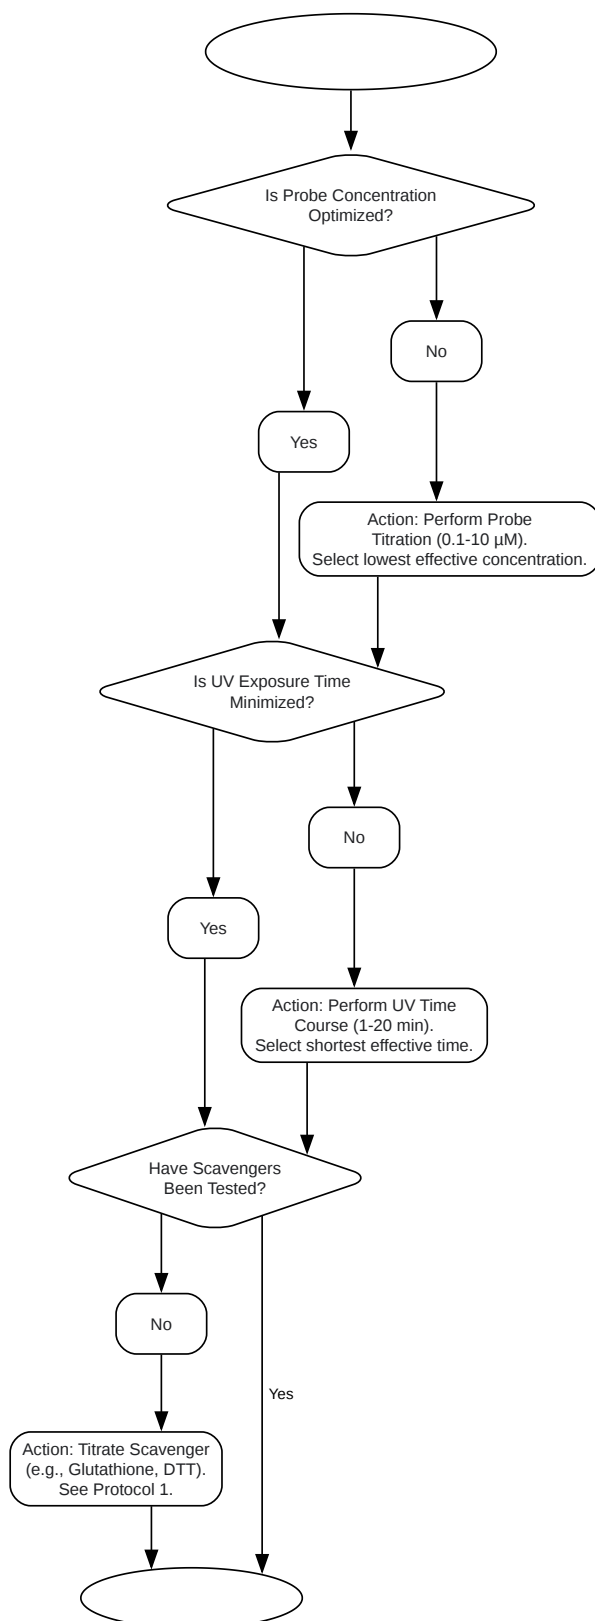 Is Probe Concentration
Optimized?
No
Yes
Action: Perform Probe
Titration (0.1-10 µM).
Select lowest effective concentration.
Is UV Exposure Time
Minimized?
No
Yes
Action: Perform UV Time
Course (1-20 min).
Select shortest effective time.
Have Scavengers
Been Tested?
No
Yes
Action: Titrate Scavenger
(e.g., Glutathione, DTT).
See Protocol 1.